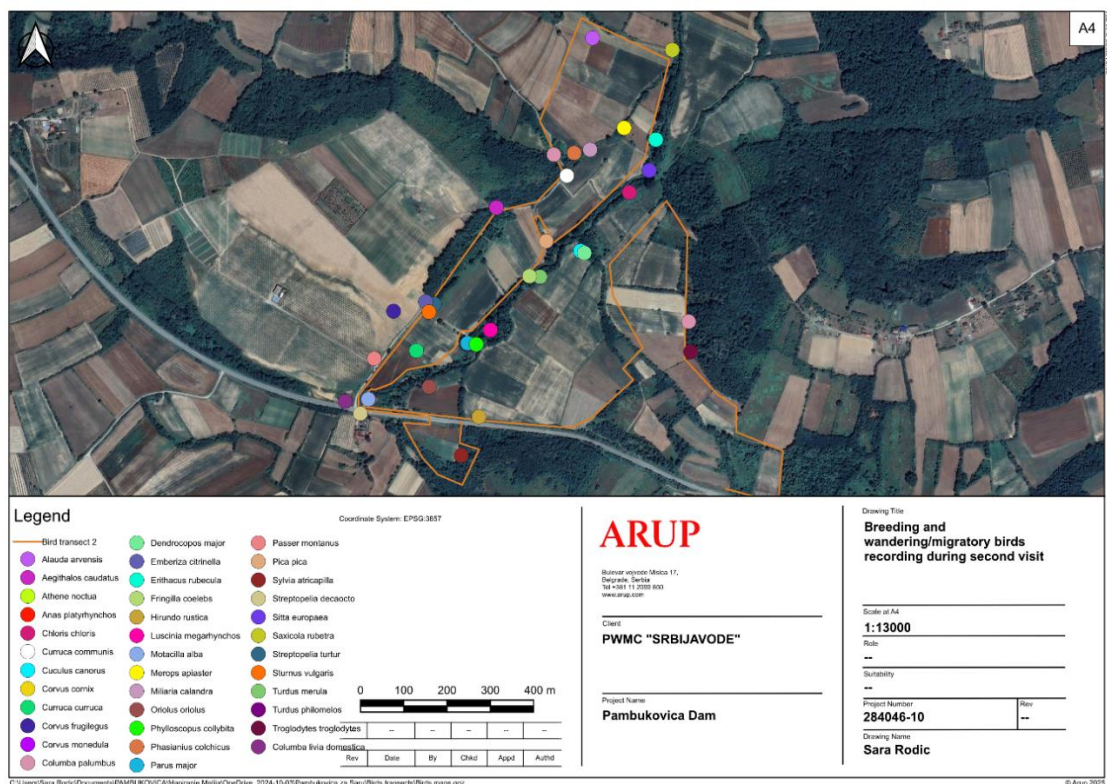 A4
Legend
Coordinate System: EPSG:3857
Bird transect 2
Alauda arvensis
Aegithalos caudatus
Athene noctua
Anas platyrhynchos
Chloris chloris
Curruca communis
Cuculus canorus
Corvus cornix
Curruca curruca
Corvus frugilegus
Corvus monedula
Columba palumbus
Dendrocopos major
Emberiza citrinella
Erithacus rubecula
Fringilla coelebs
Hirundo rustica
Luscinia megarhynchos
Motacilla alba
Merops apiaster
Miliaria calandra
Oriolus oriolus
Phylloscopus collybita
Phasianius colchicus
Parus major
Passer montanus
Pica pica
Sylvia atricapilla
Streptopelia decaocto
Sitta europaea
Saxicola rubetra
Streptopelia turtur
Sturnus vulgaris
Turdus merula
Turdus philomelos
Troglodytes troglodytes
Columba livia domestica
0 100 200 300 400 m
-- -- -- --
Rev Date By Chkd Appd Authd
ARUP
Bulevar vojvode Misica 17,
Belgrade, Serbia
www.arup.com
Client
PWMC "SRBIJAVODE"
Project Name
Pambukovica Dam
Drawing Title
Breeding and
wandering/migratory birds
recording during second visit
Scale at A4
1:13000
Role
--
Suitability
--
Project Number Rev
284046-10 --
Drawing Name
Sara Rodic
© Arup 2025